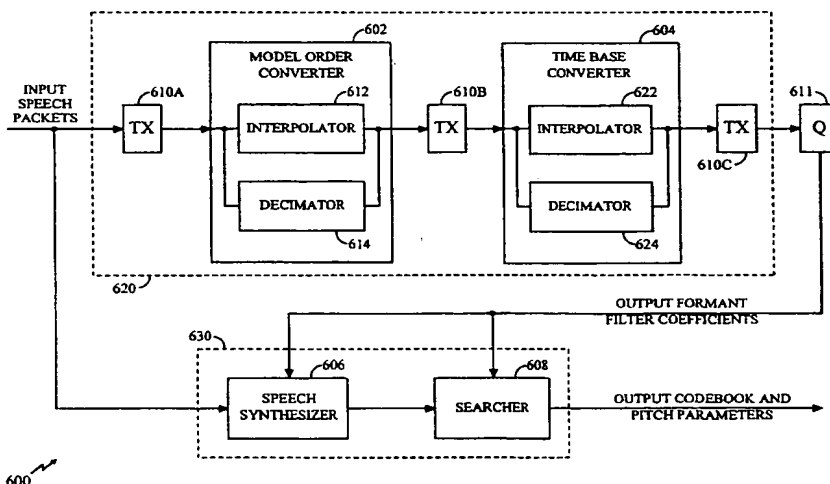 602
604
MODEL ORDER
CONVERTER
TIME BASE
CONVERTER
INPUT
SPEECH
PACKETS
610A
612
610B
622
611
TX
INTERPOLATOR
TX
INTERPOLATOR
TX
Q
610C
DECIMATOR
DECIMATOR
614
624
620
OUTPUT FORMANT
FILTER COEFFICIENTS
630
606
608
SPEECH
SYNTHESIZER
SEARCHER
OUTPUT CODEBOOK AND
PITCH PARAMETERS
600